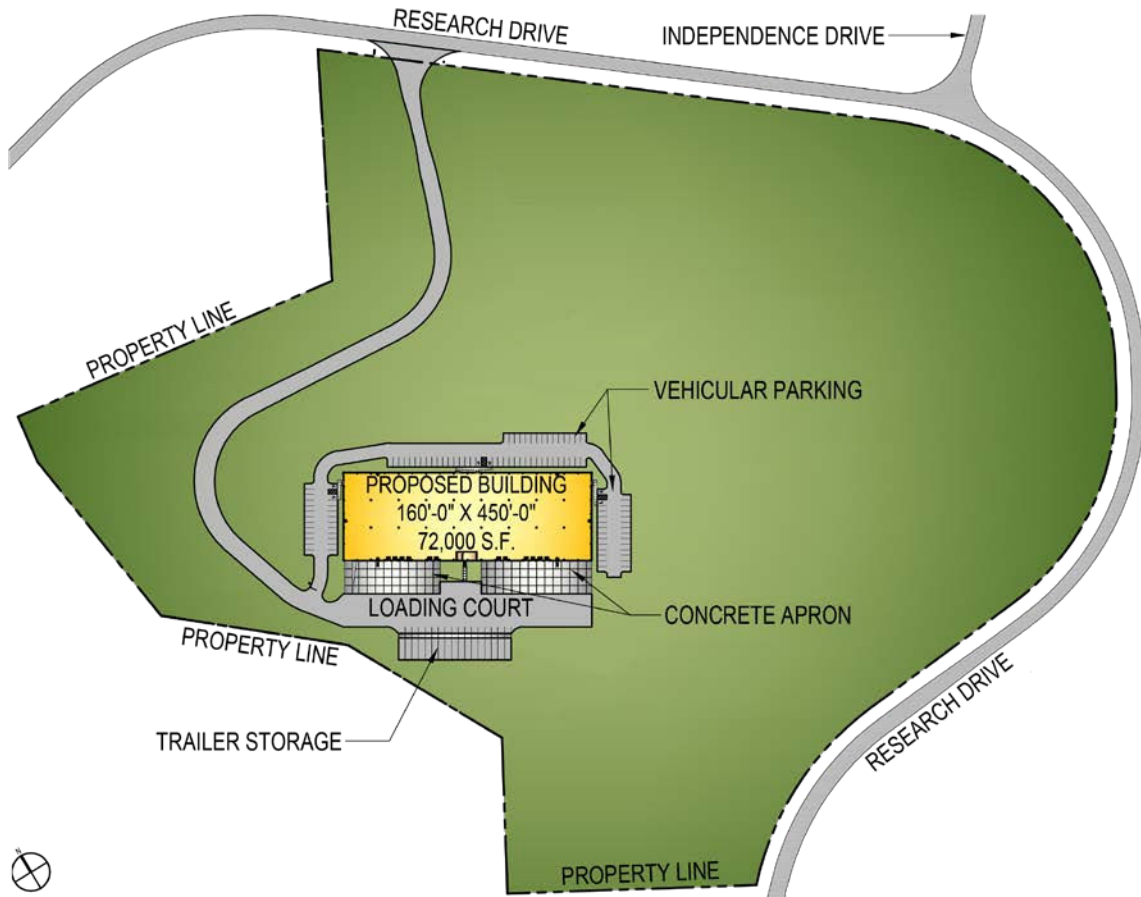 RESEARCH DRIVE
INDEPENDENCE DRIVE
PROPERTY LINE
VEHICULAR PARKING
PROPOSED BUILDING
160'-0" X 450'-0"
72,000 S.F.
LOADING COURT
CONCRETE APRON
PROPERTY LINE
RESEARCH DRIVE
TRAILER STORAGE
N
PROPERTY LINE